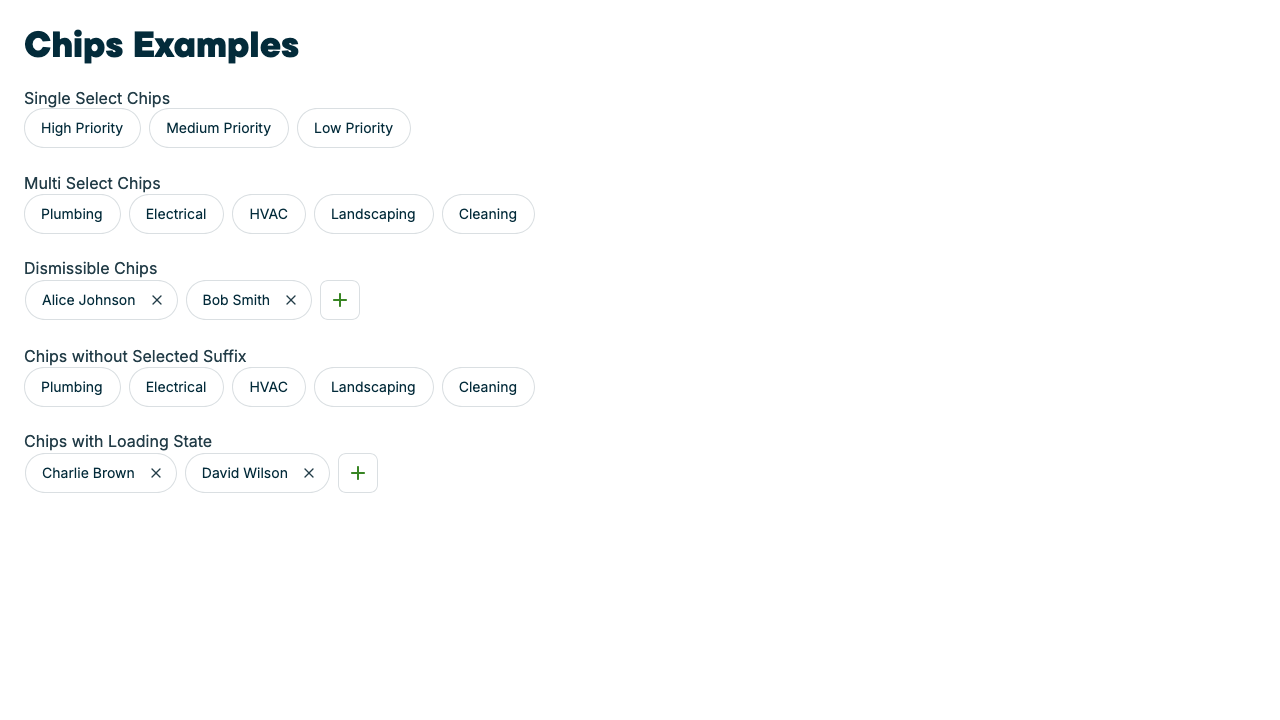 Chips Examples
Single Select Chips
High Priority Medium Priority Low Priority
Multi Select Chips
Plumbing Electrical HVAC Landscaping Cleaning
Dismissible Chips
Alice Johnson Bob Smith
Chips without Selected Suffix
Plumbing Electrical HVAC Landscaping Cleaning
Chips with Loading State
Charlie Brown David Wilson